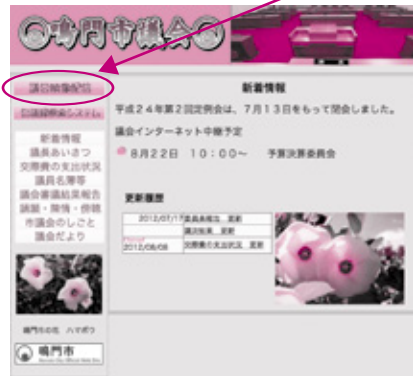 ◎鳴門市議会◎
議会映像配信
会議録検索システム
新着情報
議長あいさつ
交際費の支出状況
議員名簿等
議会審議結果報告
請願・陳情・傍聴
市議会のしごと
議会だより
鳴門市の花 ハマボウ
鳴門市
新着情報
平成24年第2回定例会は、7月13日をもって閉会しました。
議会インターネット中継予定
8月22日 10:00～ 予算決算委員会
更新履歴
2012/07/17 委員長報告 更新
議決結果 更新
2012/06/08 交際費の支出状況 更新